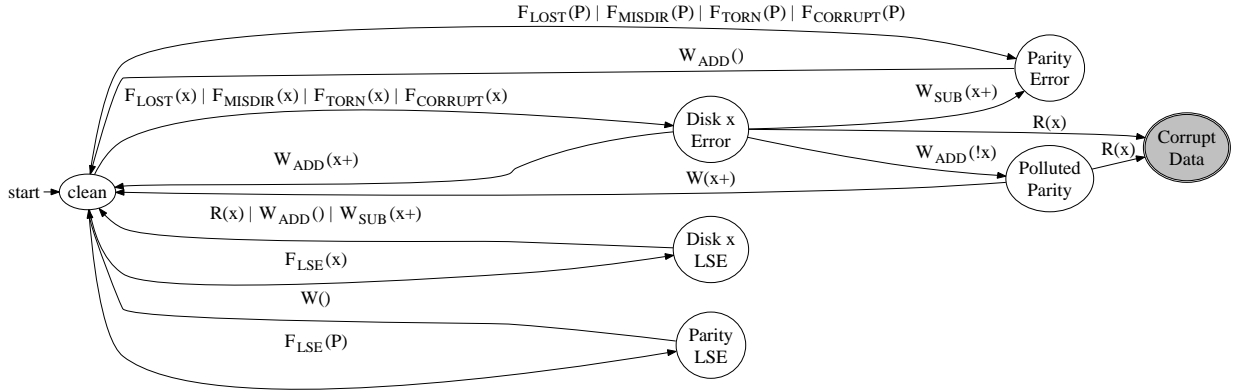 F_LOST(P) | F_MISDIR(P) | F_TORN(P) | F_CORRUPT(P)
W_ADD()
Parity
Error
F_LOST(x) | F_MISDIR(x) | F_TORN(x) | F_CORRUPT(x)
W_SUB(x+)
Disk x
Error
R(x)
Corrupt
Data
W_ADD(x+)
W_ADD(!x)
R(x)
Polluted
Parity
W(x+)
start
clean
R(x) | W_ADD() | W_SUB(x+)
Disk x
LSE
F_LSE(x)
W()
Parity
LSE
F_LSE(P)